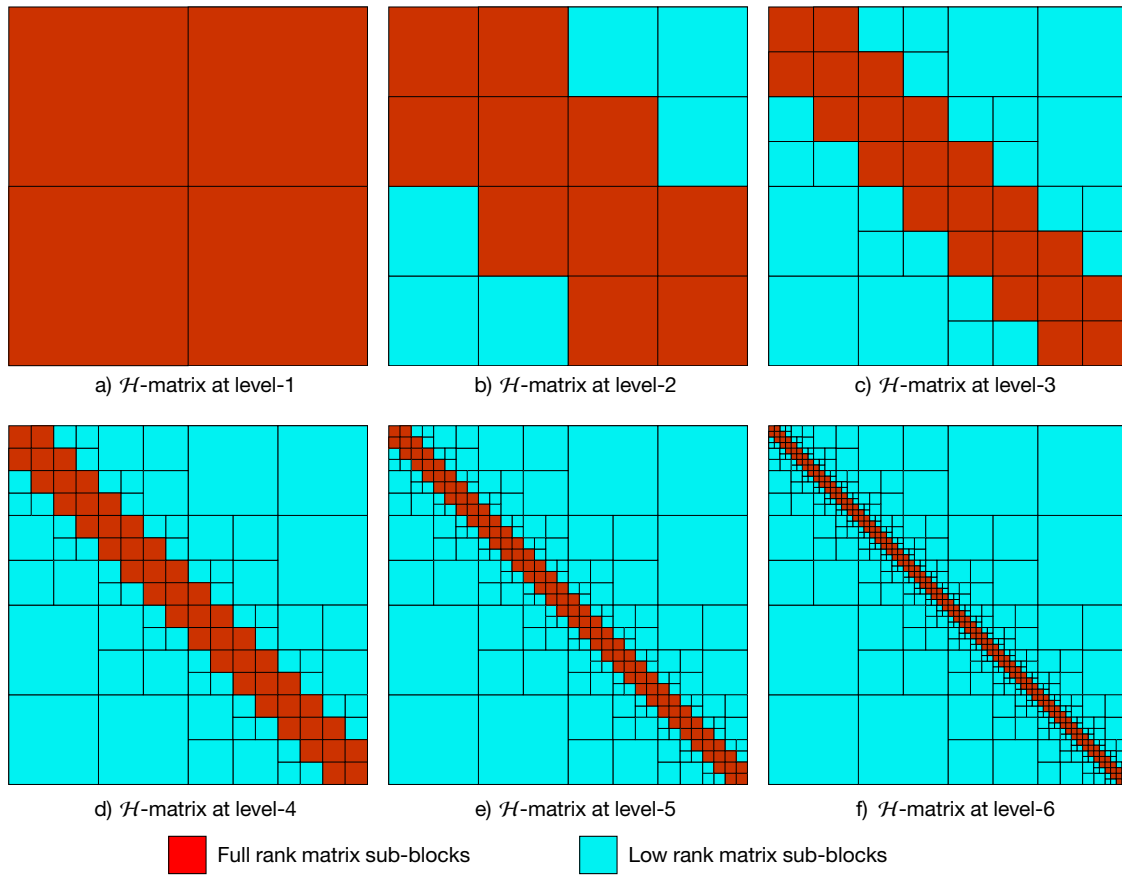 a) ℋ-matrix at level-1
b) ℋ-matrix at level-2
c) ℋ-matrix at level-3
d) ℋ-matrix at level-4
e) ℋ-matrix at level-5
f) ℋ-matrix at level-6
Full rank matrix sub-blocks
Low rank matrix sub-blocks